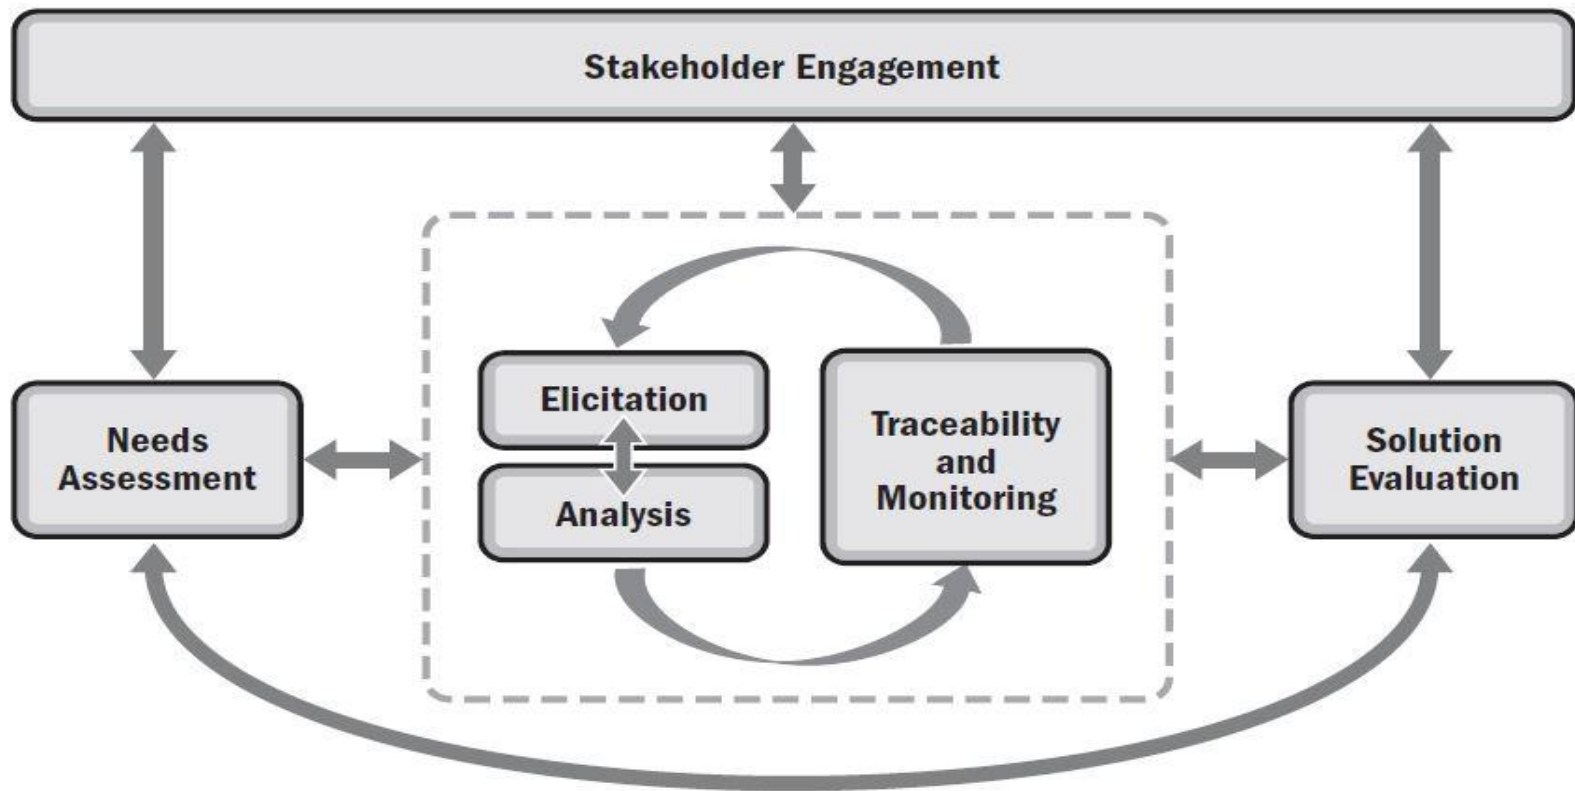 Stakeholder Engagement
Needs
Assessment
Elicitation
Analysis
Traceability
and
Monitoring
Solution
Evaluation